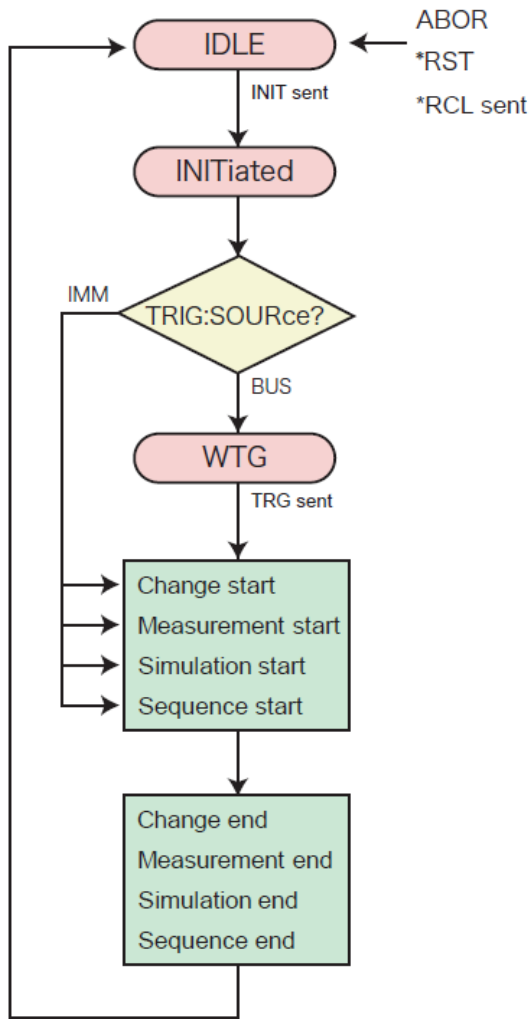 IDLE
ABOR
*RST
*RCL sent
INIT sent
INITiated
IMM
TRIG:SOURce?
BUS
WTG
TRG sent
Change start
Measurement start
Simulation start
Sequence start
Change end
Measurement end
Simulation end
Sequence end